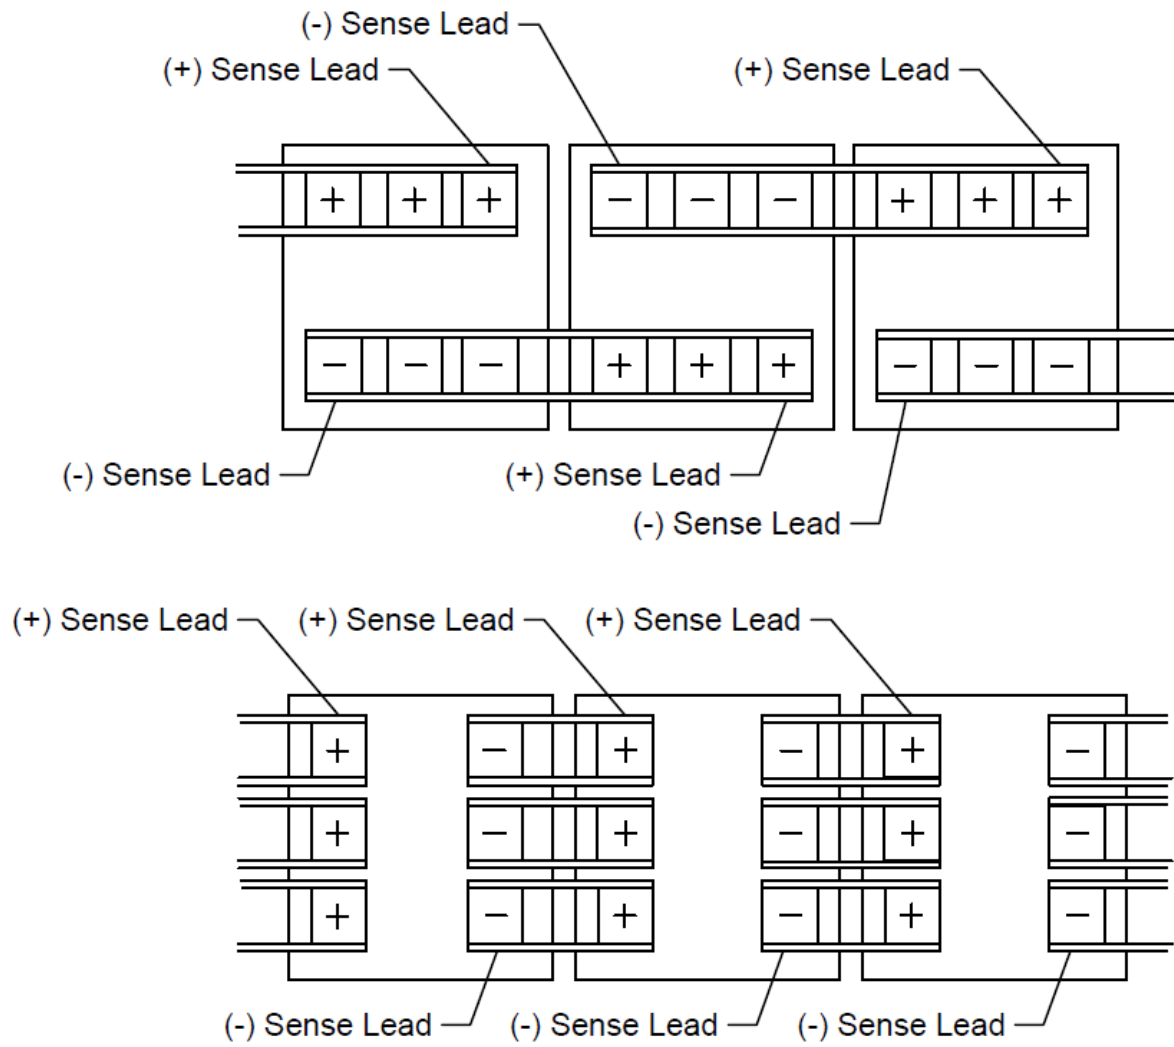 (-) Sense Lead
(+) Sense Lead (+) Sense Lead
+ + + − − − + + +
− − − + + + − − −
(-) Sense Lead (+) Sense Lead
(-) Sense Lead
(+) Sense Lead (+) Sense Lead (+) Sense Lead
+ − + − + −
+ − + − + −
+ − + − + −
(-) Sense Lead (-) Sense Lead (-) Sense Lead